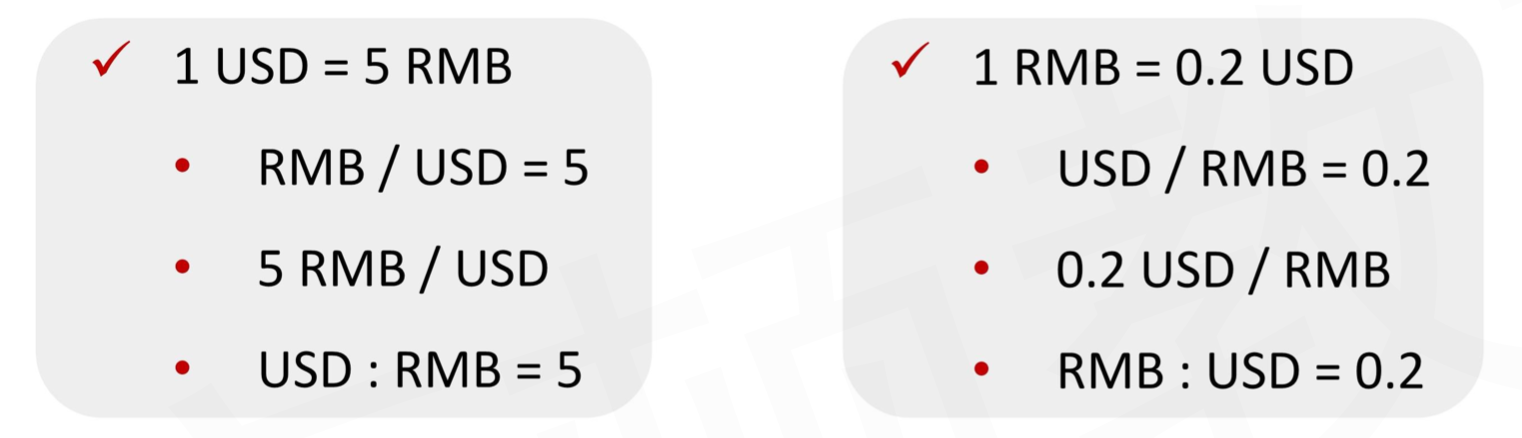 ✓ 1 USD = 5 RMB
• RMB / USD = 5
• 5 RMB / USD
• USD : RMB = 5
✓ 1 RMB = 0.2 USD
• USD / RMB = 0.2
• 0.2 USD / RMB
• RMB : USD = 0.2